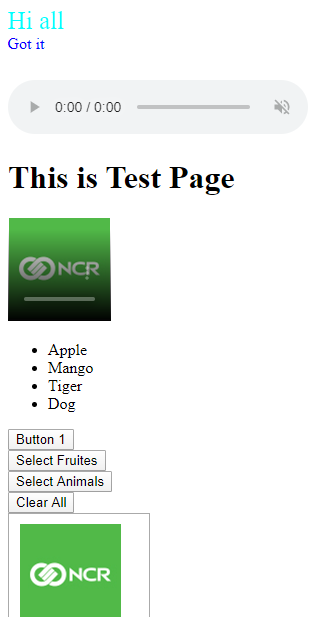 Hi all
Got it
0:00 / 0:00
This is Test Page
NCR
Apple
Mango
Tiger
Dog
Button 1
Select Fruites
Select Animals
Clear All
NCR